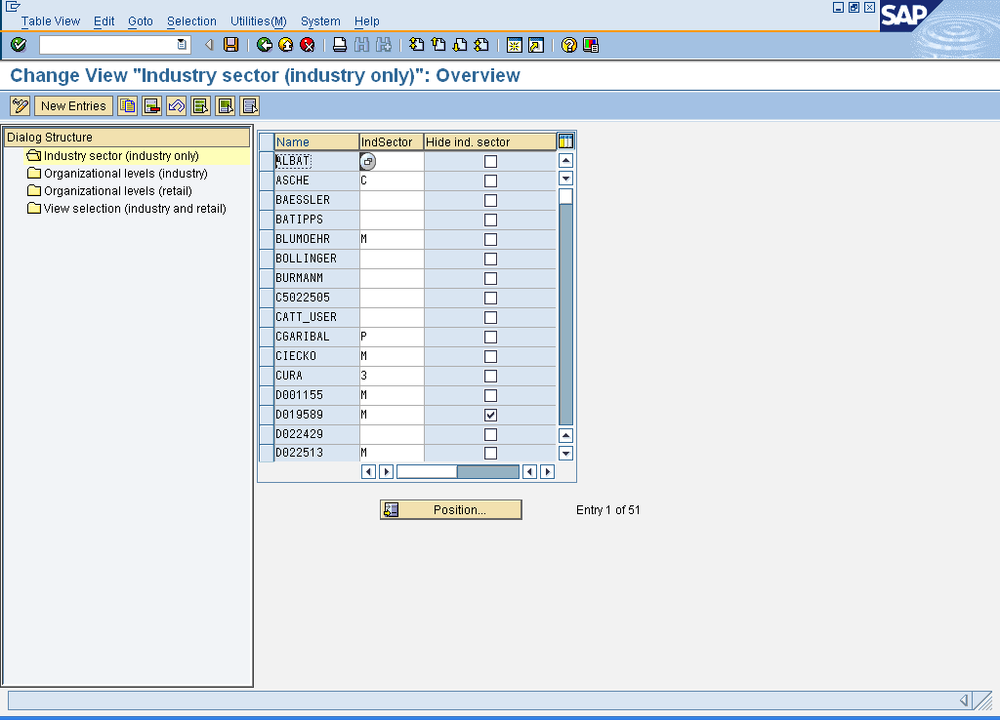 Table View Edit Goto Selection Utilities(M) System Help
SAP
Change View "Industry sector (industry only)": Overview
New Entries
Dialog Structure
Industry sector (industry only)
Organizational levels (industry)
Organizational levels (retail)
View selection (industry and retail)
Name IndSector Hide ind. sector
ALBAT
ASCHE C
BAESSLER
BATIPPS
BLUMOEHR M
BOLLINGER
BURMANM
C5022505
CATT_USER
CGARIBAL P
CIECKO M
CURA 3
D001155 M
D019589 M
D022429
D022513 M
Position... Entry 1 of 51